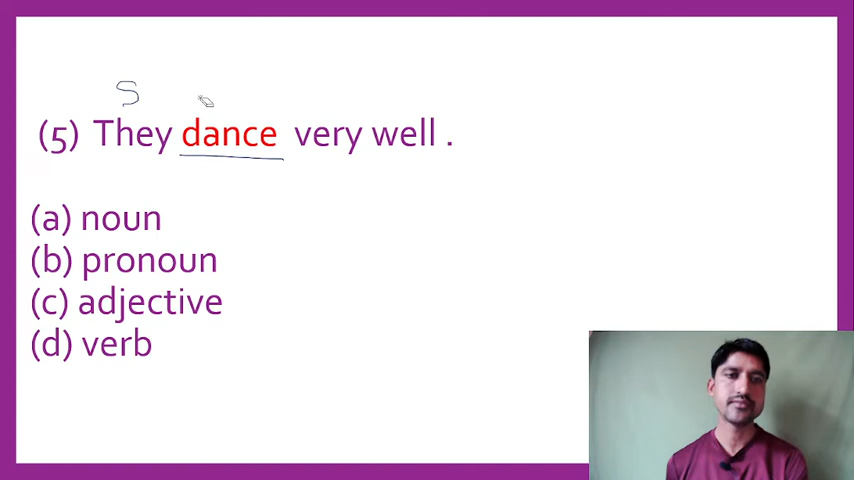 S
(5) They dance very well .
(a) noun
(b) pronoun
(c) adjective
(d) verb